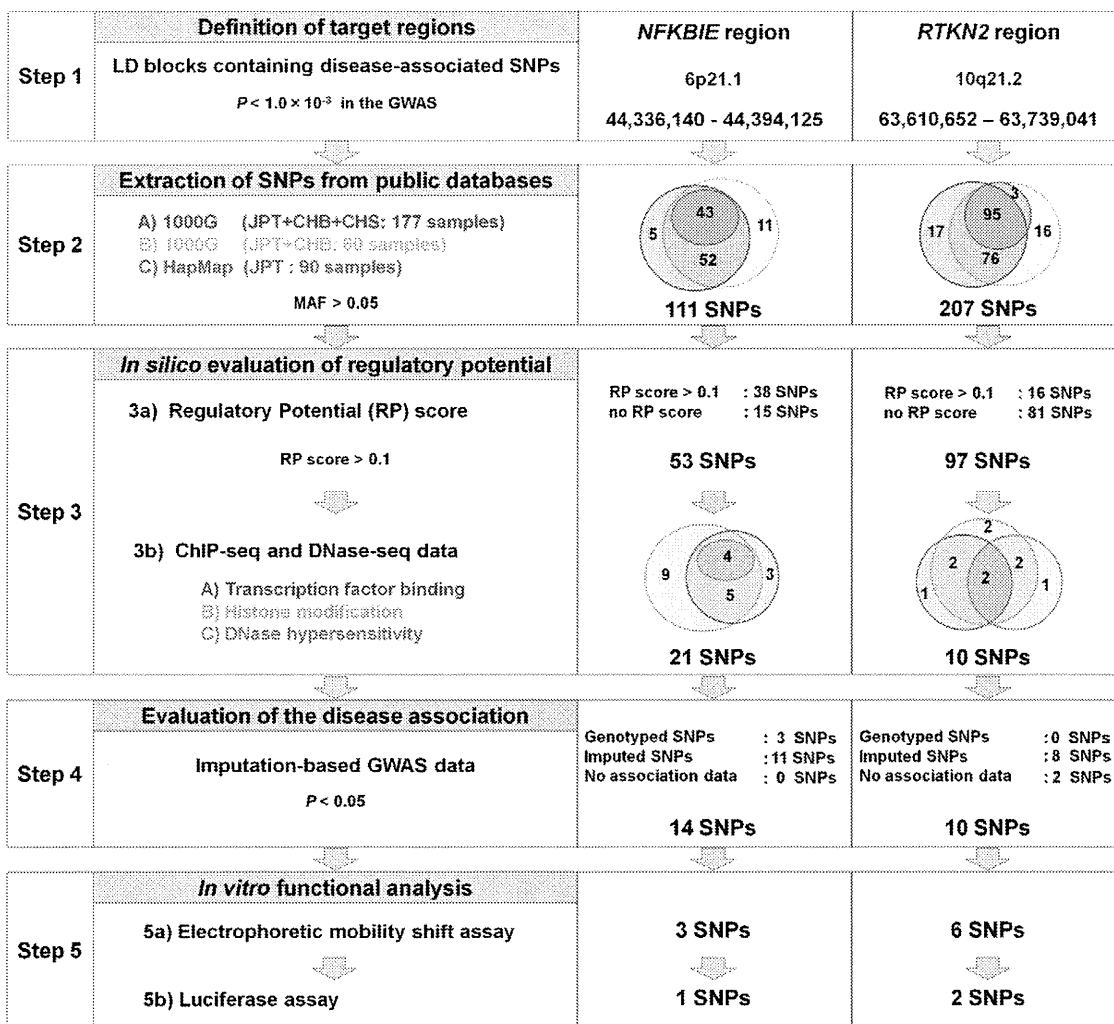 Step 1
Definition of target regions
LD blocks containing disease-associated SNPs
P < 1.0 × 10⁻³ in the GWAS
NFKBIE region
6p21.1
44,336,140 - 44,394,125
RTKN2 region
10q21.2
63,610,652 – 63,739,041
Step 2
Extraction of SNPs from public databases
A) 1000G (JPT+CHB+CHS: 177 samples)
B) 1000G (JPT+CHB: 60 samples)
C) HapMap (JPT : 90 samples)
MAF > 0.05
43
5
11
52
111 SNPs
3
95
17
16
76
207 SNPs
Step 3
In silico evaluation of regulatory potential
3a) Regulatory Potential (RP) score
RP score > 0.1
RP score > 0.1 : 38 SNPs
no RP score : 15 SNPs
53 SNPs
RP score > 0.1 : 16 SNPs
no RP score : 81 SNPs
97 SNPs
3b) ChIP-seq and DNase-seq data
A) Transcription factor binding
B) Histone modification
C) DNase hypersensitivity
4
9
3
5
21 SNPs
2
2
2
2
1
1
10 SNPs
Step 4
Evaluation of the disease association
Imputation-based GWAS data
P < 0.05
Genotyped SNPs : 3 SNPs
Imputed SNPs : 11 SNPs
No association data : 0 SNPs
14 SNPs
Genotyped SNPs : 0 SNPs
Imputed SNPs : 8 SNPs
No association data : 2 SNPs
10 SNPs
Step 5
In vitro functional analysis
5a) Electrophoretic mobility shift assay
3 SNPs
6 SNPs
5b) Luciferase assay
1 SNPs
2 SNPs